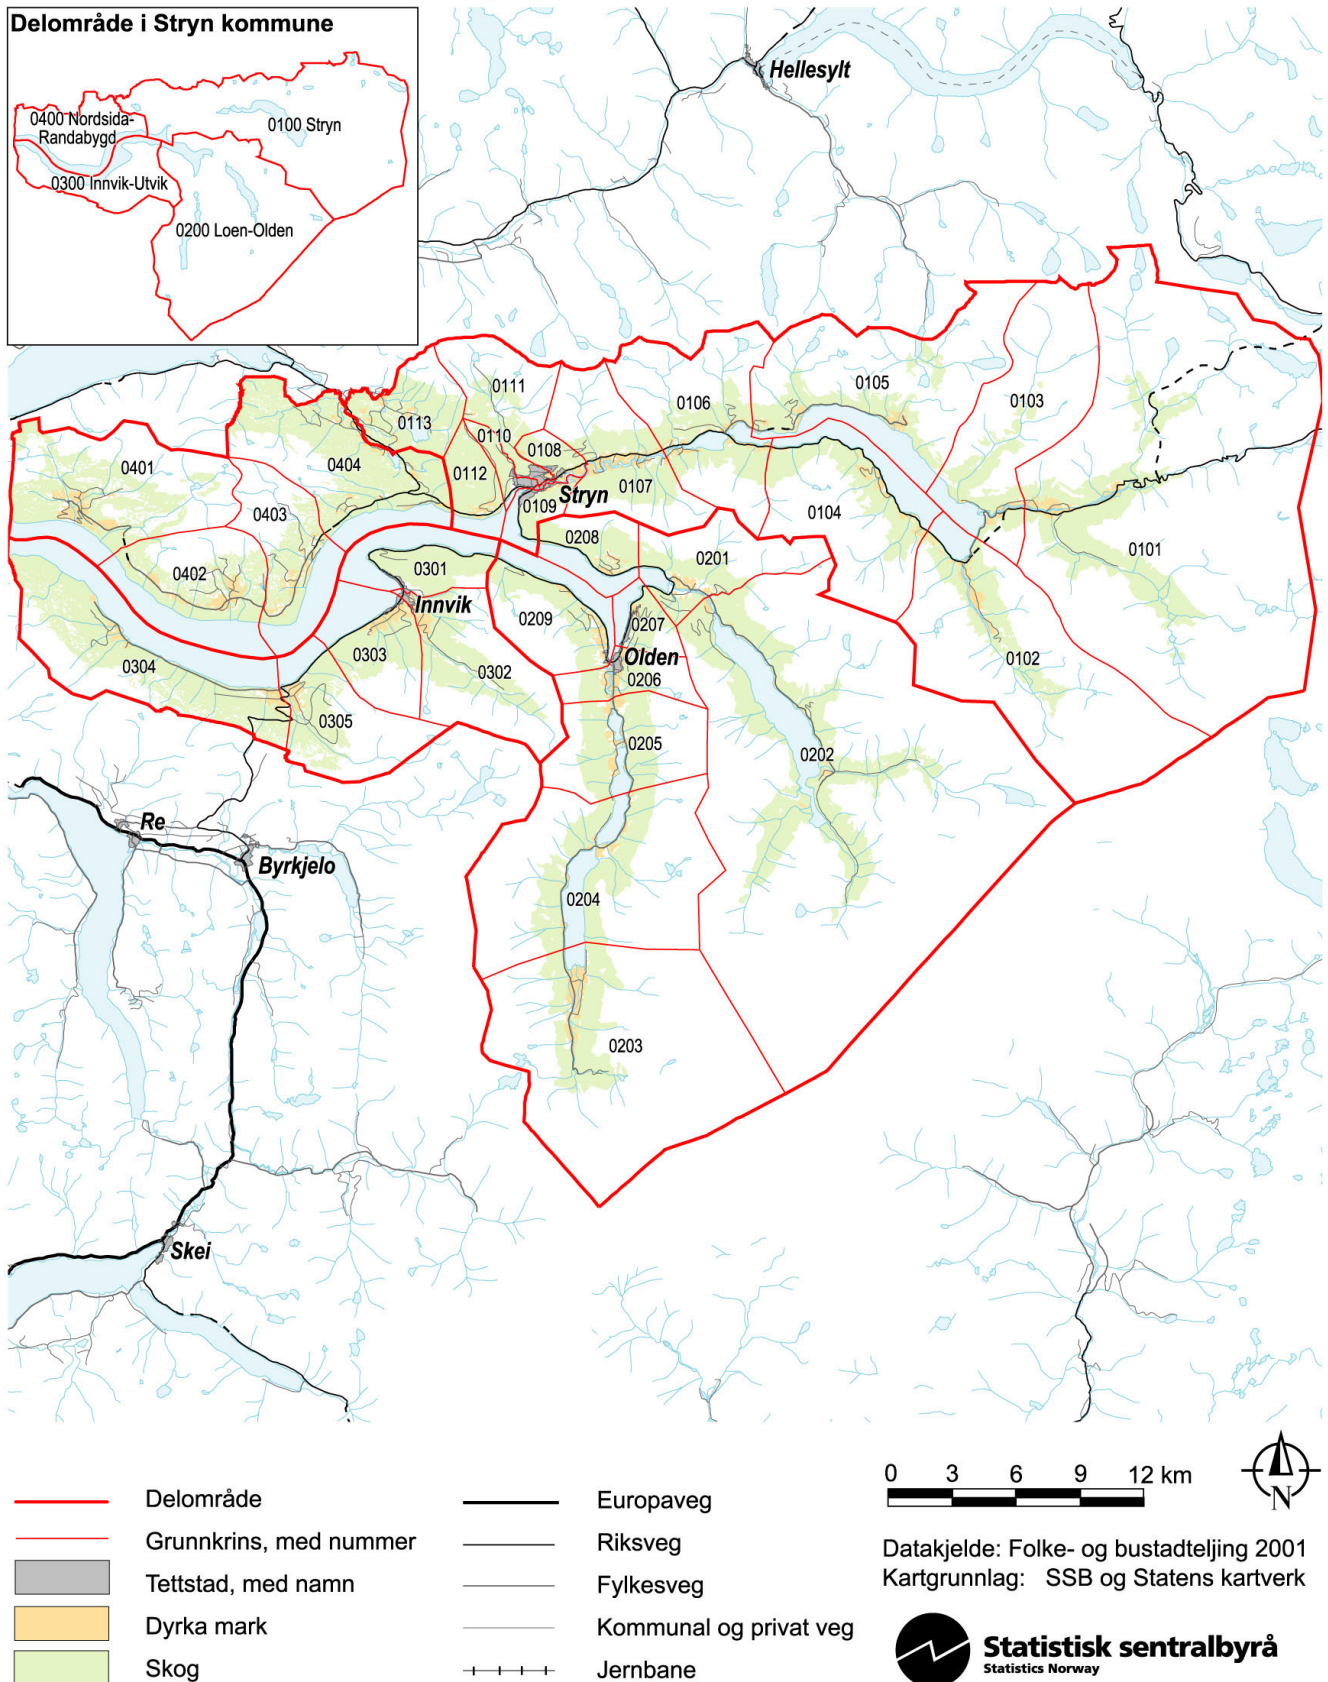 Delområde i Stryn kommune
0400 Nordsida-
Randabygd
0100 Stryn
0300 Innvik-Utvik
0200 Loen-Olden
Hellesylt
0111
0105
0106
0103
0113
0110
0108
0401
0404
0112
0107
Stryn
0109
0403
0104
0208
0201
0101
0402
0301
Innvik
0209
0207
0303
0304
0302
Olden
0206
0102
0305
0205
0202
Re
Byrkjelo
0204
0203
Skei
0 3 6 9 12 km
N
Delområde
Grunnkrins, med nummer
Tettstad, med namn
Dyrka mark
Skog
Europaveg
Riksveg
Fylkesveg
Kommunal og privat veg
Jernbane
Datakjelde: Folke- og bustadteljing 2001
Kartgrunnlag: SSB og Statens kartverk
Statistisk sentralbyrå
Statistics Norway